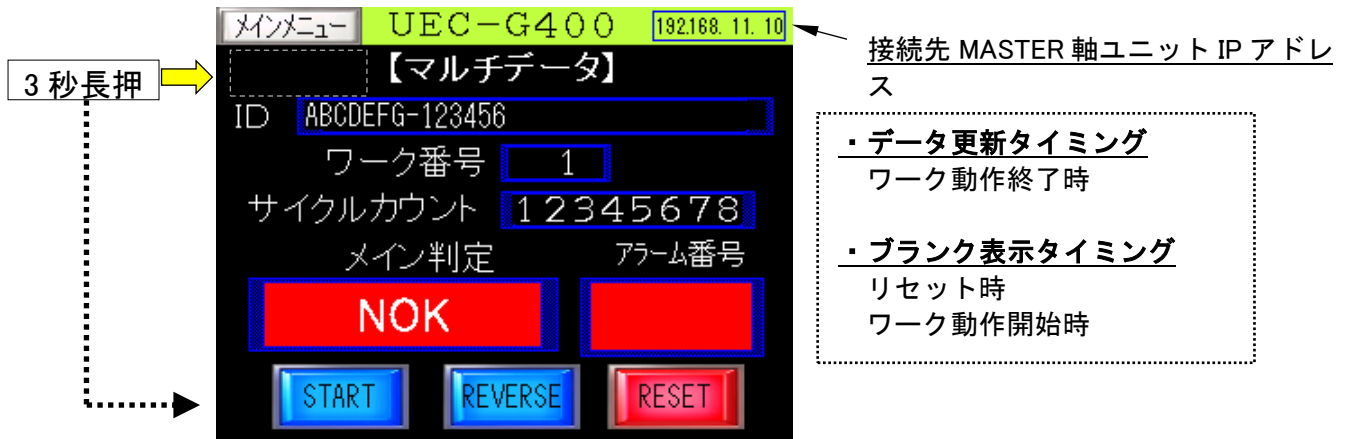 メインメニュー UEC－G400 192.168. 11. 10
接続先 MASTER 軸ユニット IP アドレ
ス
3 秒長押
【マルチデータ】
ID ABCDEFG-123456
ワーク番号 1
サイクルカウント 12345678
メイン判定 アラーム番号
NOK
START REVERSE RESET
・データ更新タイミング
ワーク動作終了時
・ブランク表示タイミング
リセット時
ワーク動作開始時